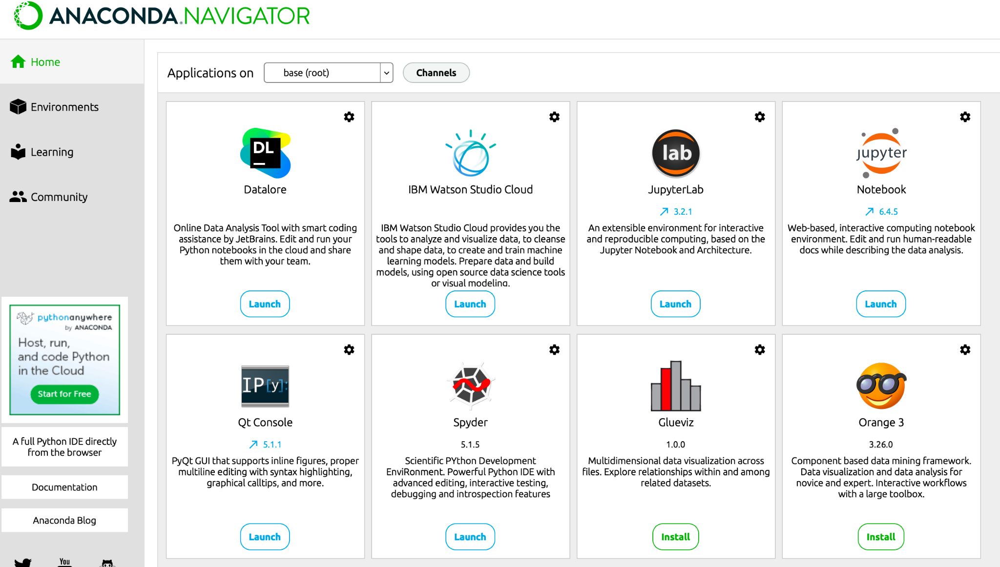 ANACONDA.NAVIGATOR
Home
Environments
Learning
Community
pythonanywhere
by ANACONDA
Host, run,
and code Python
in the Cloud
Start for Free
A full Python IDE directly
from the browser
Documentation
Anaconda Blog
You
Applications on
base (root)
Channels
DL
Datalore
Online Data Analysis Tool with smart coding
assistance by JetBrains. Edit and run your
Python notebooks in the cloud and share
them with your team.
Launch
IBM Watson Studio Cloud
IBM Watson Studio Cloud provides you the
tools to analyze and visualize data, to cleanse
and shape data, to create and train machine
learning models. Prepare data and build
models, using open source data science tools
or visual modeling.
Launch
lab
JupyterLab
3.2.1
An extensible environment for interactive
and reproducible computing, based on the
Jupyter Notebook and Architecture.
Launch
jupyter
Notebook
6.4.5
Web-based, interactive computing notebook
environment. Edit and run human-readable
docs while describing the data analysis.
Launch
IP[y]:
Qt Console
5.1.1
PyQt GUI that supports inline figures, proper
multiline editing with syntax highlighting,
graphical calltips, and more.
Launch
Spyder
5.1.5
Scientific PYthon Development
EnviRonment. Powerful Python IDE with
advanced editing, interactive testing,
debugging and introspection features
Launch
Glueviz
1.0.0
Multidimensional data visualization across
files. Explore relationships within and among
related datasets.
Install
Orange 3
3.26.0
Component based data mining framework.
Data visualization and data analysis for
novice and expert. Interactive workflows
with a large toolbox.
Install